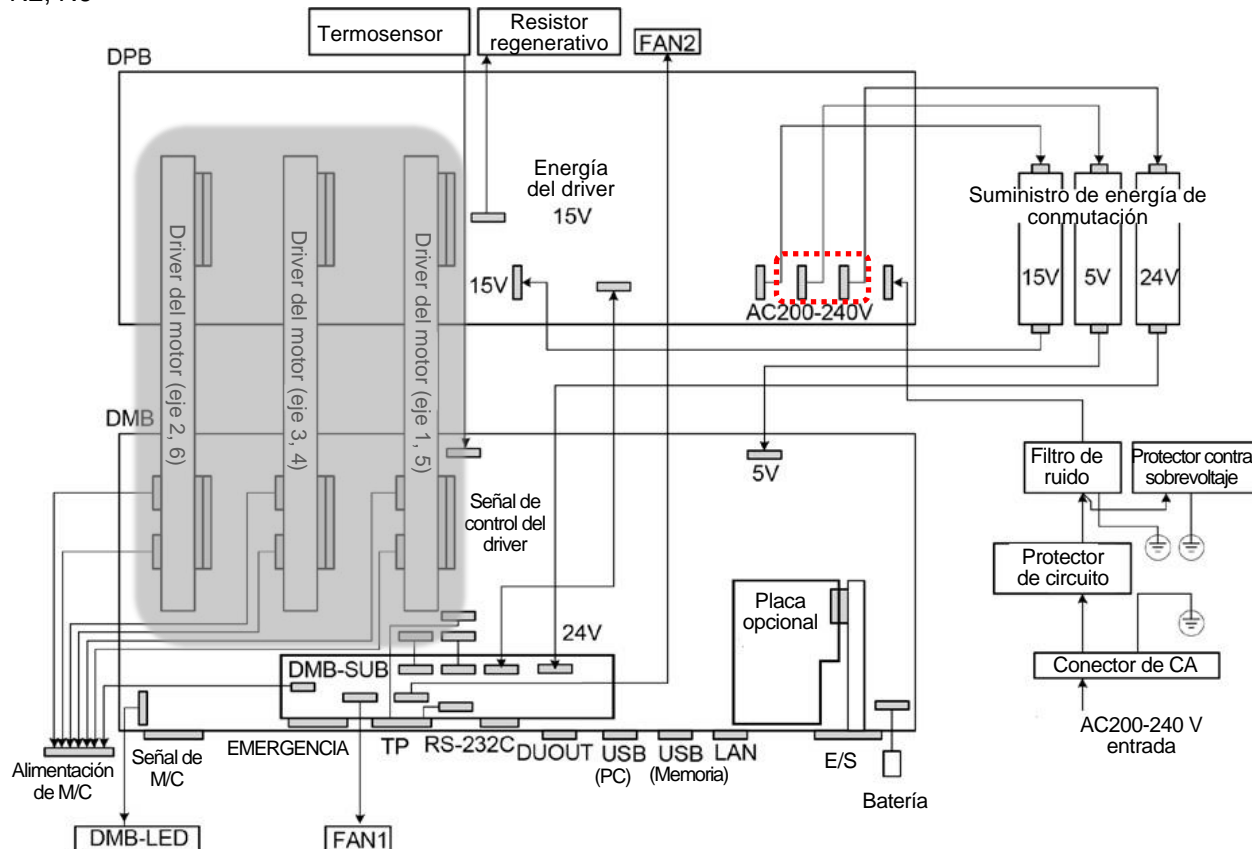 Termosensor
Resistor
regenerativo
FAN2
DPB
Energía
del driver
15V
Suministro de energía de
conmutación
15V
5V
24V
15V
AC200-240V
Driver del motor (eje 2, 6)
Driver del motor (eje 3, 4)
Driver del motor (eje 1, 5)
DMB
5V
Filtro de
ruido
Protector contra
sobrevoltaje
Señal de
control del
driver
Protector
de circuito
Placa
opcional
24V
DMB-SUB
Conector de CA
AC200-240 V
entrada
Señal de
M/C
EMERGENCIA
TP
RS-232C
DUOUT
USB
(PC)
USB
(Memoria)
LAN
E/S
Batería
Alimentación
de M/C
DMB-LED
FAN1